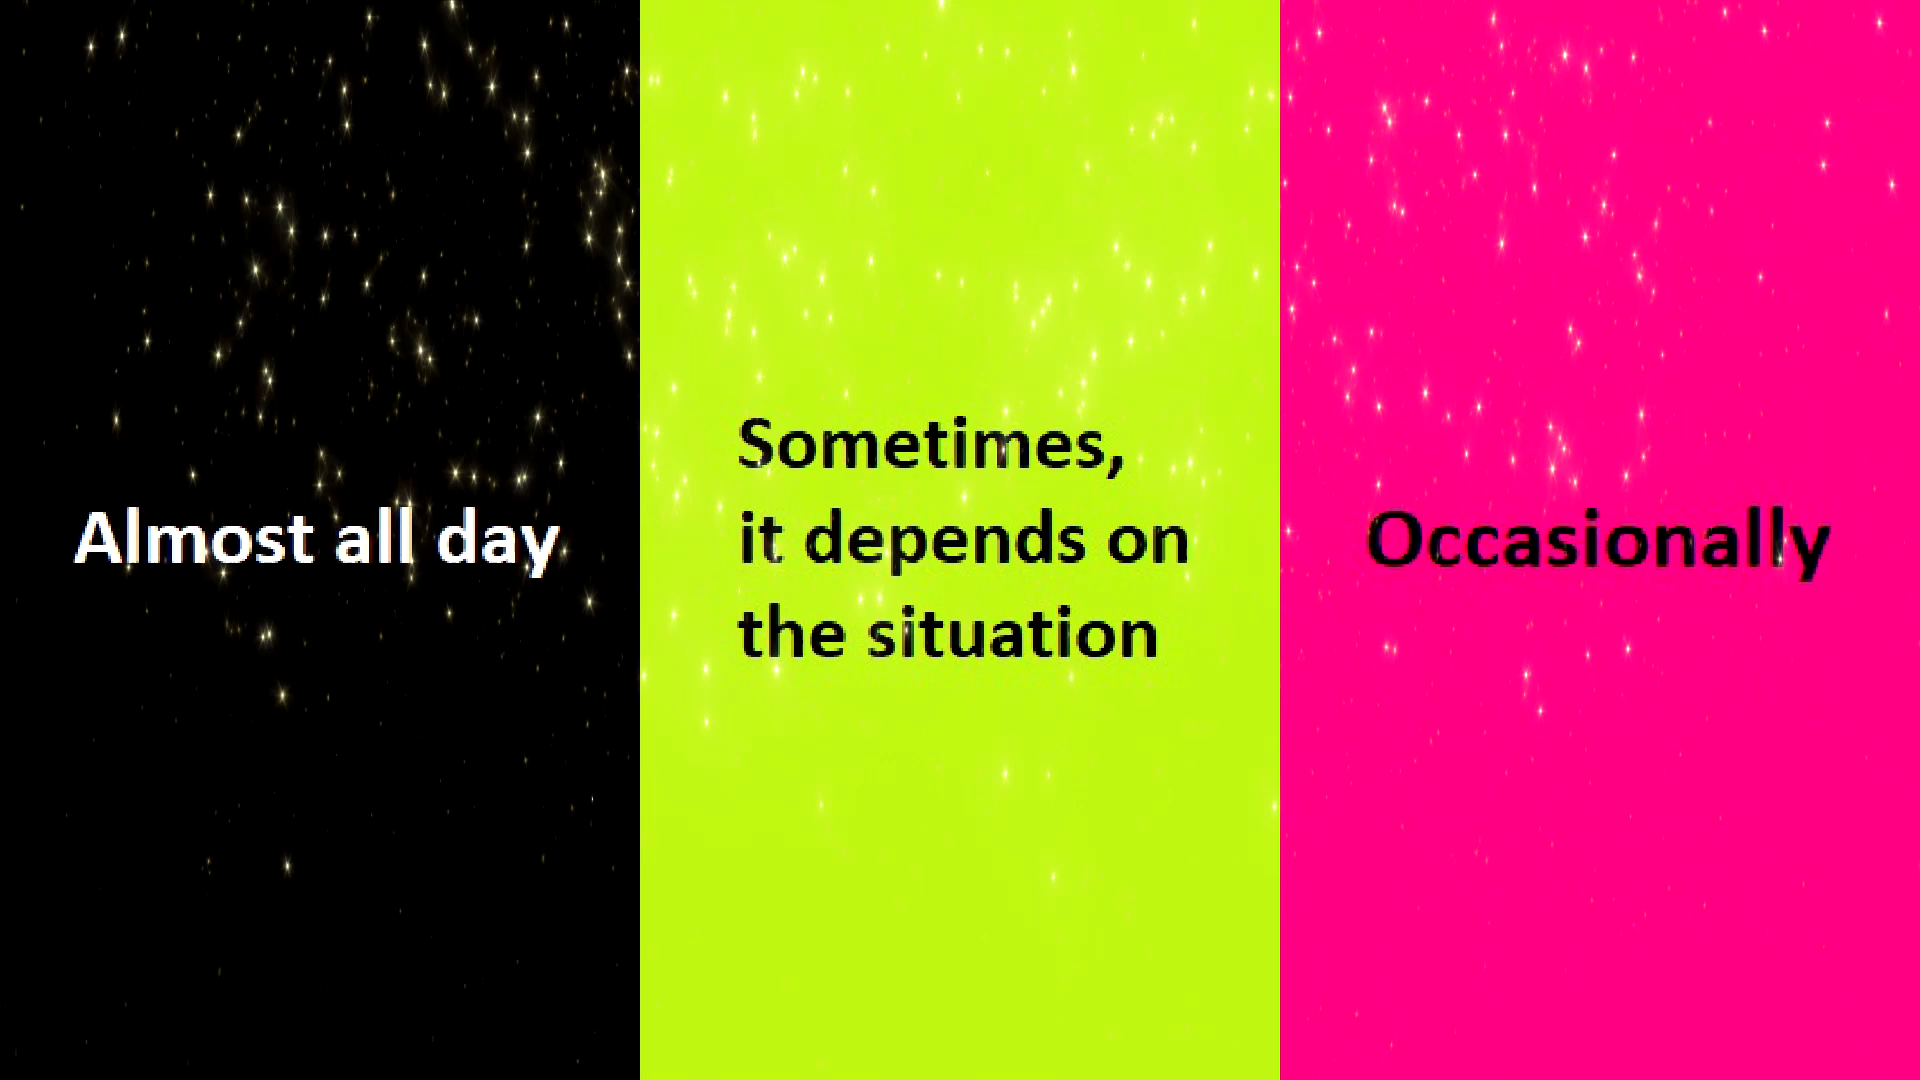 Almost all day
Sometimes,
it depends on
the situation
Occasionally